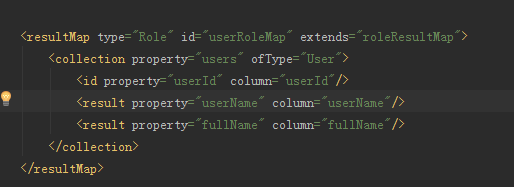 <resultMap type="Role" id="userRoleMap" extends="roleResultMap">
<collection property="users" ofType="User">
<id property="userId" column="userId"/>
<result property="userName" column="userName"/>
<result property="fullName" column="fullName"/>
</collection>
</resultMap>